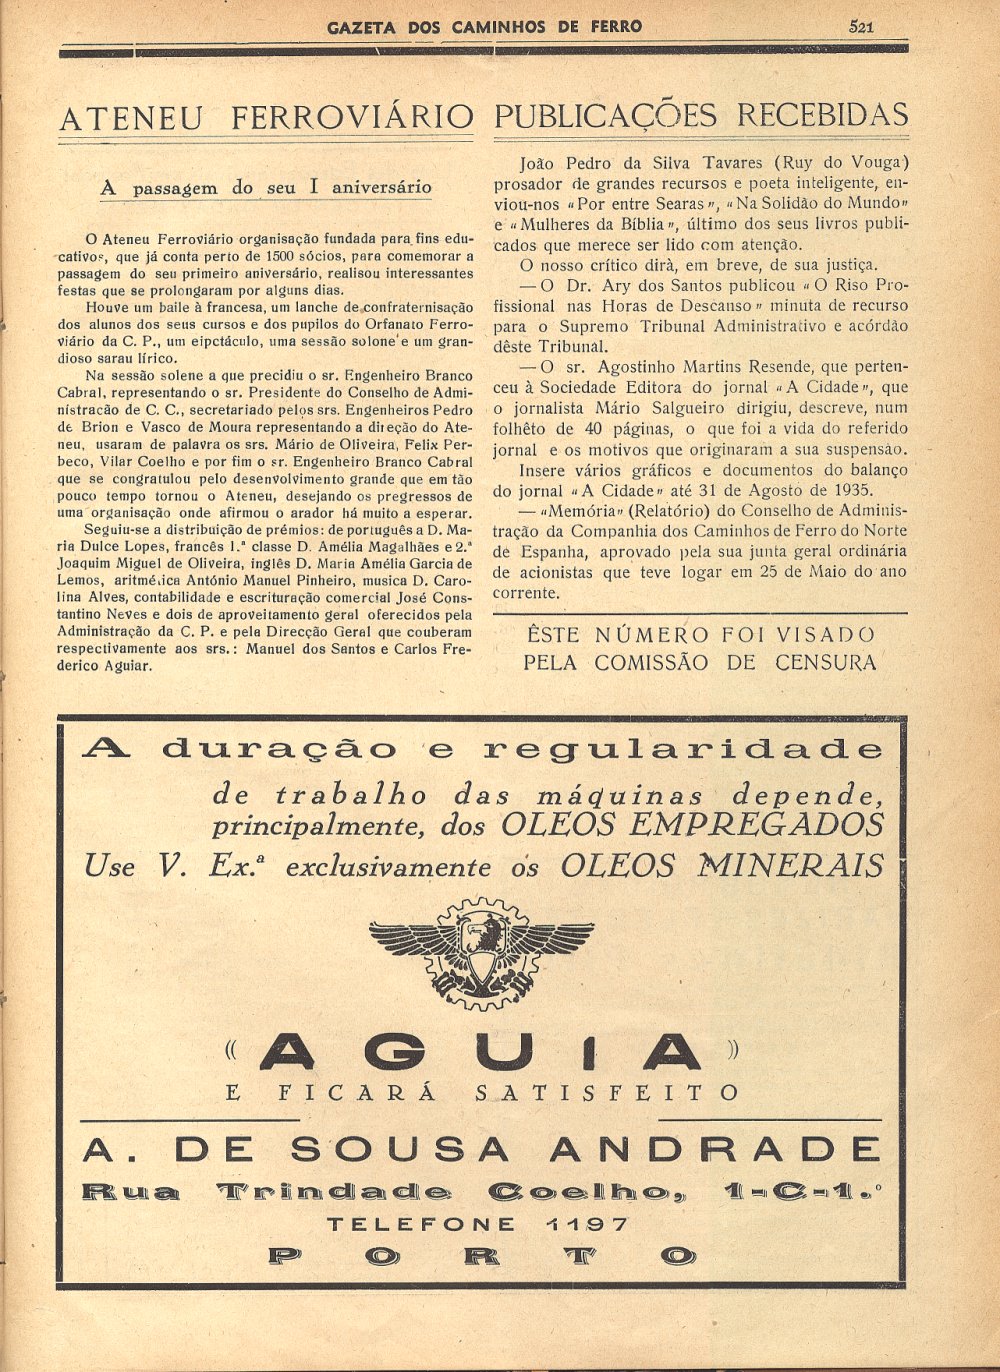 GAZETA DOS CAMINHOS DE FERRO
521
ATENEU FERROVIÁRIO
A passagem do seu I aniversário
O Ateneu Ferroviário organisação fundada para fins edu-
cativos, que já conta perto de 1500 sócios, para comemorar a
passagem do seu primeiro aniversário, realisou interessantes
festas que se prolongaram por alguns dias.
Houve um baile à francesa, um lanche de confraternisação
dos alunos dos seus cursos e dos pupilos do Orfanato Ferro-
viário da C. P., um eipctáculo, uma sessão solone e um gran-
dioso sarau lírico.
Na sessão solene a que precidiu o sr. Engenheiro Branco
Cabral, representando o sr. Presidente do Conselho de Admi-
nistracão de C. C., secretariado pelos srs. Engenheiros Pedro
de Brion e Vasco de Moura representando a direção do Ate-
neu, usaram de palavra os srs. Mário de Oliveira, Felix Per-
beco, Vilar Coelho e por fim o sr. Engenheiro Branco Cabral
que se congratulou pelo desenvolvimento grande que em tão
pouco tempo tornou o Ateneu, desejando os pregressos de
uma organisação onde afirmou o arador há muito a esperar.
Seguiu-se a distribuição de prémios: de português a D. Ma-
ria Dulce Lopes, francês 1.ª classe D. Amélia Magalhães e 2.ª
Joaquim Miguel de Oliveira, inglês D. Maria Amélia Garcia de
Lemos, aritmética António Manuel Pinheiro, musica D. Caro-
lina Alves, contabilidade e escrituração comercial José Cons-
tantino Neves e dois de aproveitamento geral oferecidos pela
Administração da C. P. e pela Direcção Geral que couberam
respectivamente aos srs.: Manuel dos Santos e Carlos Fre-
derico Aguiar.
PUBLICAÇÕES RECEBIDAS
João Pedro da Silva Tavares (Ruy do Vouga)
prosador de grandes recursos e poeta inteligente, en-
viou-nos «Por entre Searas», «Na Solidão do Mundo»
e «Mulheres da Bíblia», último dos seus livros publi-
cados que merece ser lido com atenção.
O nosso crítico dirà, em breve, de sua justiça.
— O Dr. Ary dos Santos publicou «O Riso Pro-
fissional nas Horas de Descanso» minuta de recurso
para o Supremo Tribunal Administrativo e acórdão
dêste Tribunal.
— O sr. Agostinho Martins Resende, que perten-
ceu à Sociedade Editora do jornal «A Cidade», que
o jornalista Mário Salgueiro dirigiu, descreve, num
folhêto de 40 páginas, o que foi a vida do referido
jornal e os motivos que originaram a sua suspensão.
Insere vários gráficos e documentos do balanço
do jornal «A Cidade» até 31 de Agosto de 1935.
— «Memória» (Relatório) do Conselho de Adminis-
tração da Companhia dos Caminhos de Ferro do Norte
de Espanha, aprovado pela sua junta geral ordinária
de acionistas que teve logar em 25 de Maio do ano
corrente.
ÊSTE NÚMERO FOI VISADO
PELA COMISSÃO DE CENSURA
A duração e regularidade
de trabalho das máquinas depende,
principalmente, dos OLEOS EMPREGADOS
Use V. Ex.ª exclusivamente os OLEOS MINERAIS
«AGUIA»
E FICARÁ SATISFEITO
A. DE SOUSA ANDRADE
Rua Trindade Coelho, 1-C-1.º
TELEFONE 1197
PORTO